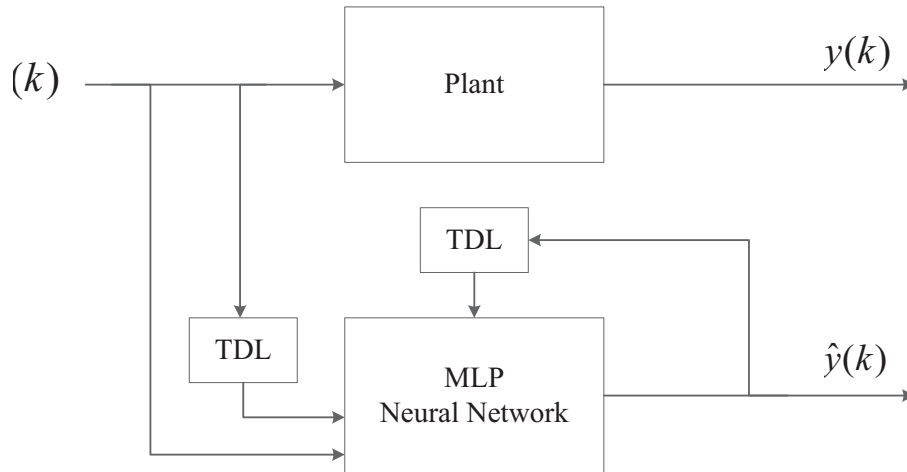 (k)
Plant
y(k)
TDL
TDL
MLP
Neural Network
ŷ(k)